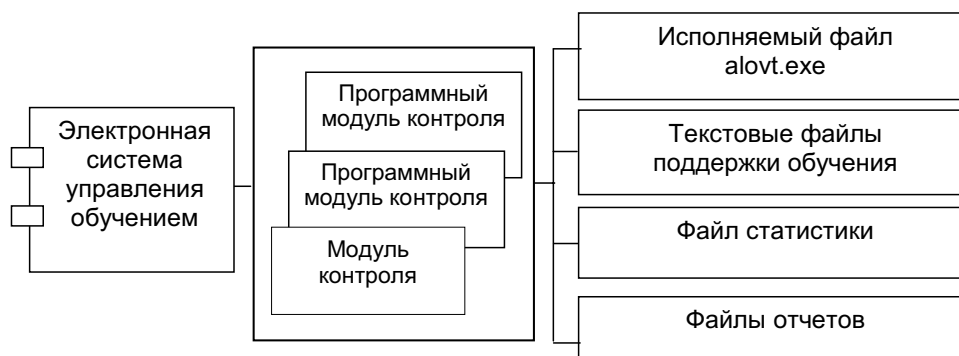 Электронная
система
управления
обучением
Программный
модуль контроля
Программный
модуль контроля
Модуль
контроля
Исполняемый файл
alovt.exe
Текстовые файлы
поддержки обучения
Файл статистики
Файлы отчетов